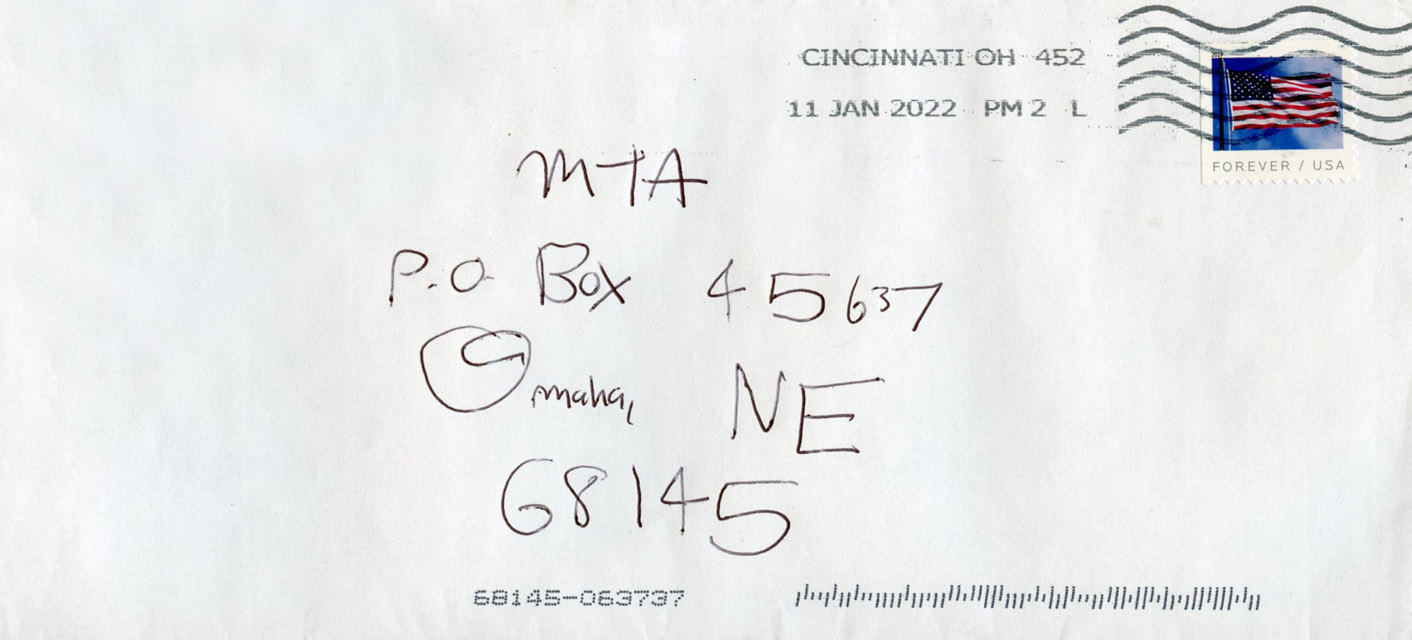 CINCINNATI OH 452
11 JAN 2022 PM 2 L
FOREVER / USA
MTA
P.O Box 45637
Omaha, NE
68145
68145-063737